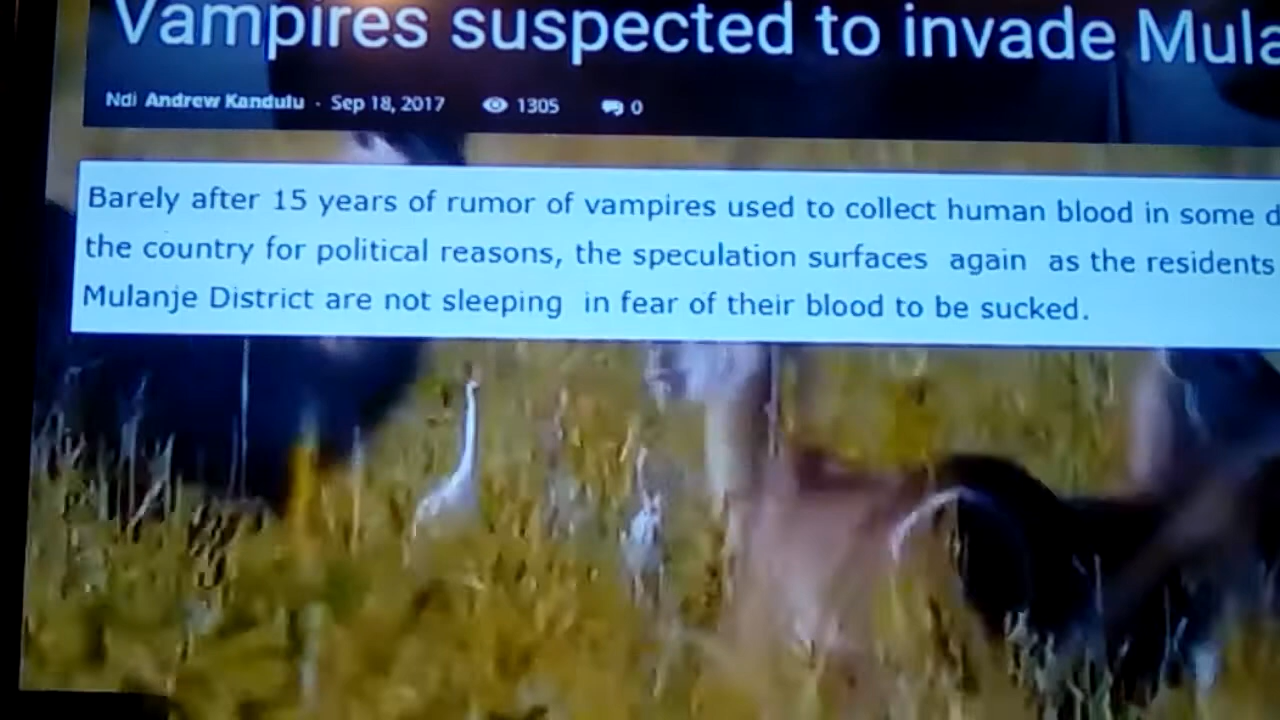 Vampires suspected to invade
Ndi Andrew Kandulu · Sep 18, 2017 1305 0
Barely after 15 years of rumor of vampires used to collect human blood in some
the country for political reasons, the speculation surfaces again as the residents
Mulanje District are not sleeping in fear of their blood to be sucked.